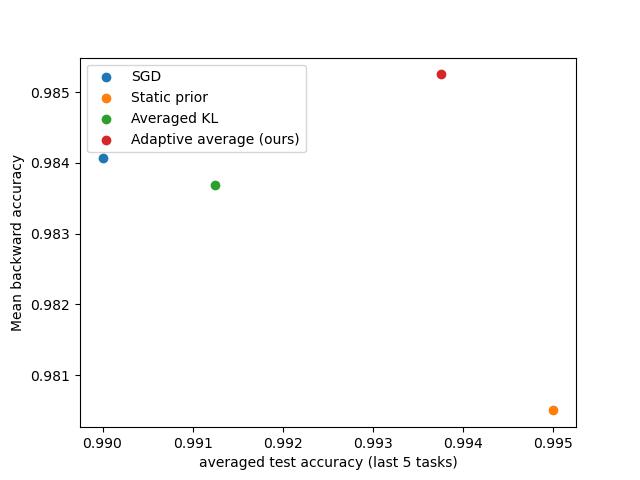 SGD
Static prior
Averaged KL
Adaptive average (ours)
0.985
0.984
0.983
0.982
0.981
Mean backward accuracy
0.990 0.991 0.992 0.993 0.994 0.995
averaged test accuracy (last 5 tasks)